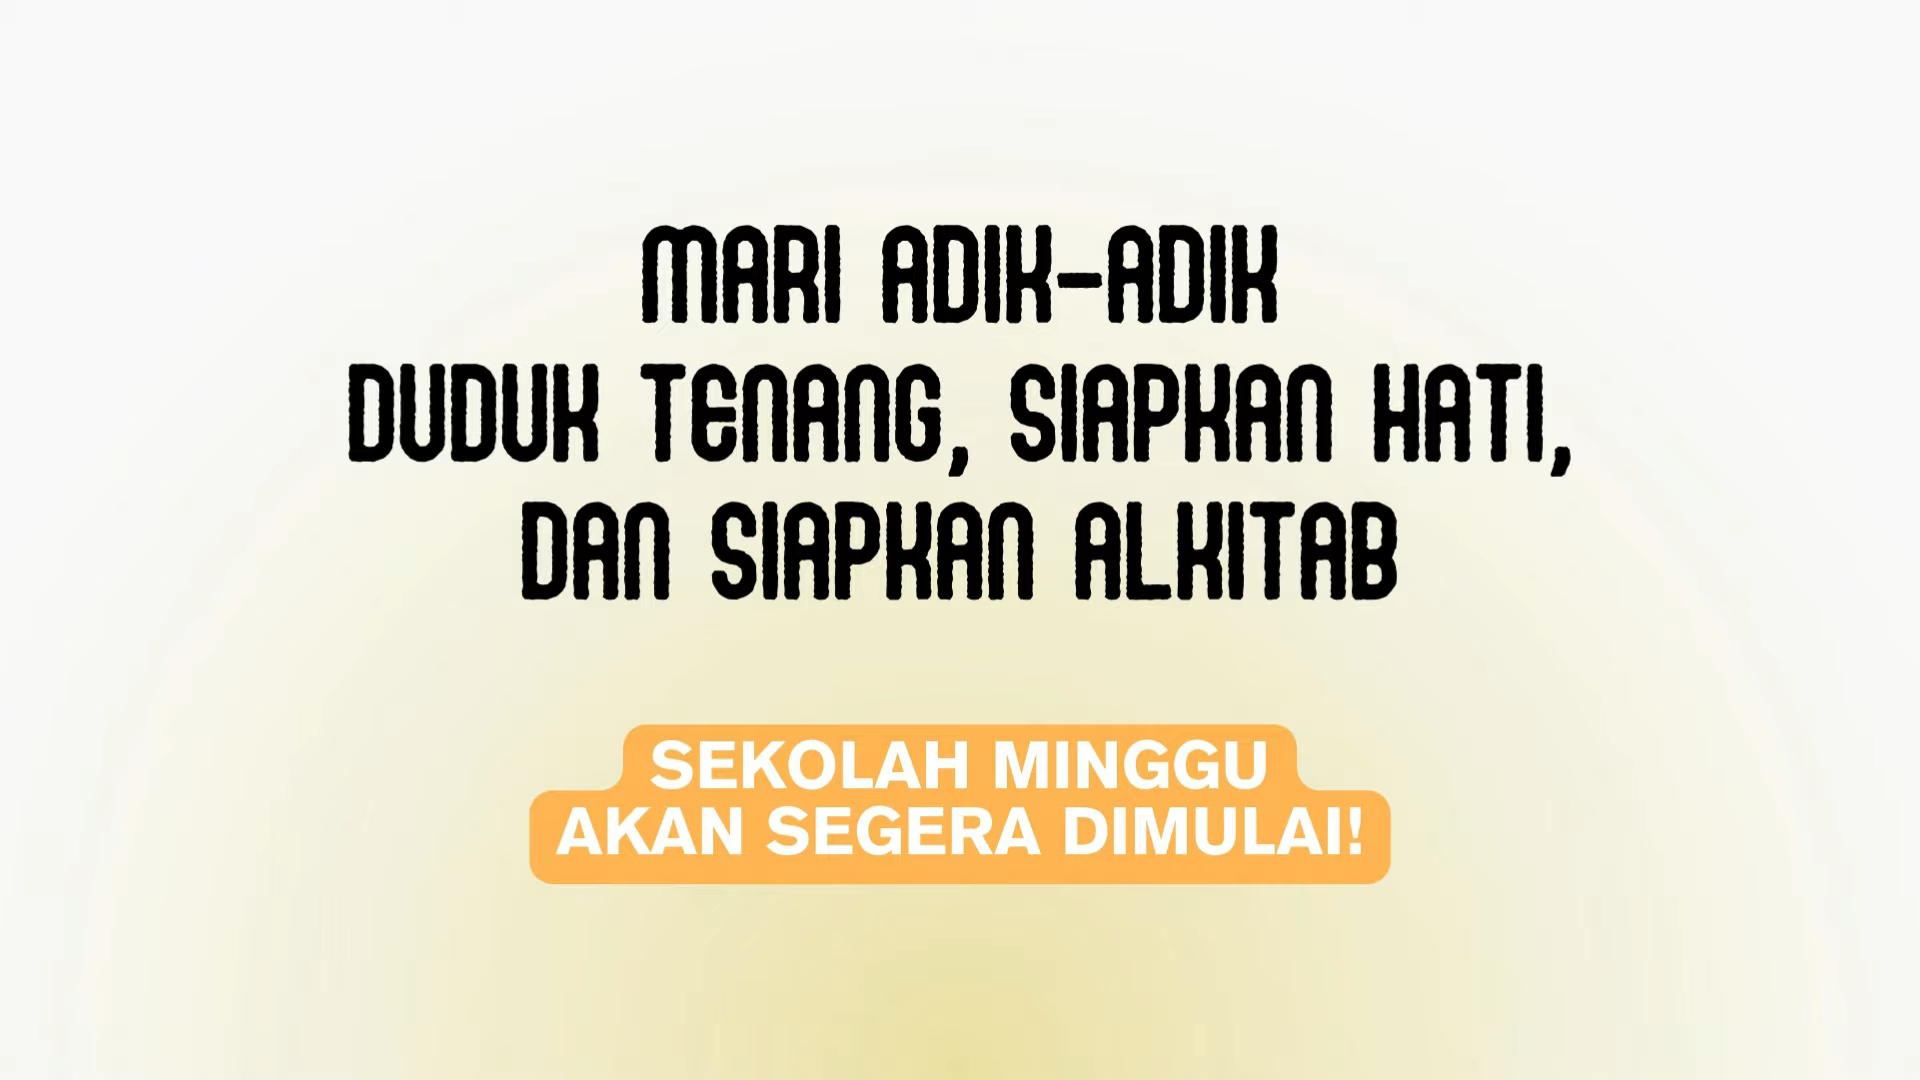 MARI ADIK-ADIK
DUDUK TENANG, SIAPKAN HATI,
DAN SIAPKAN ALKITAB
SEKOLAH MINGGU
AKAN SEGERA DIMULAI!